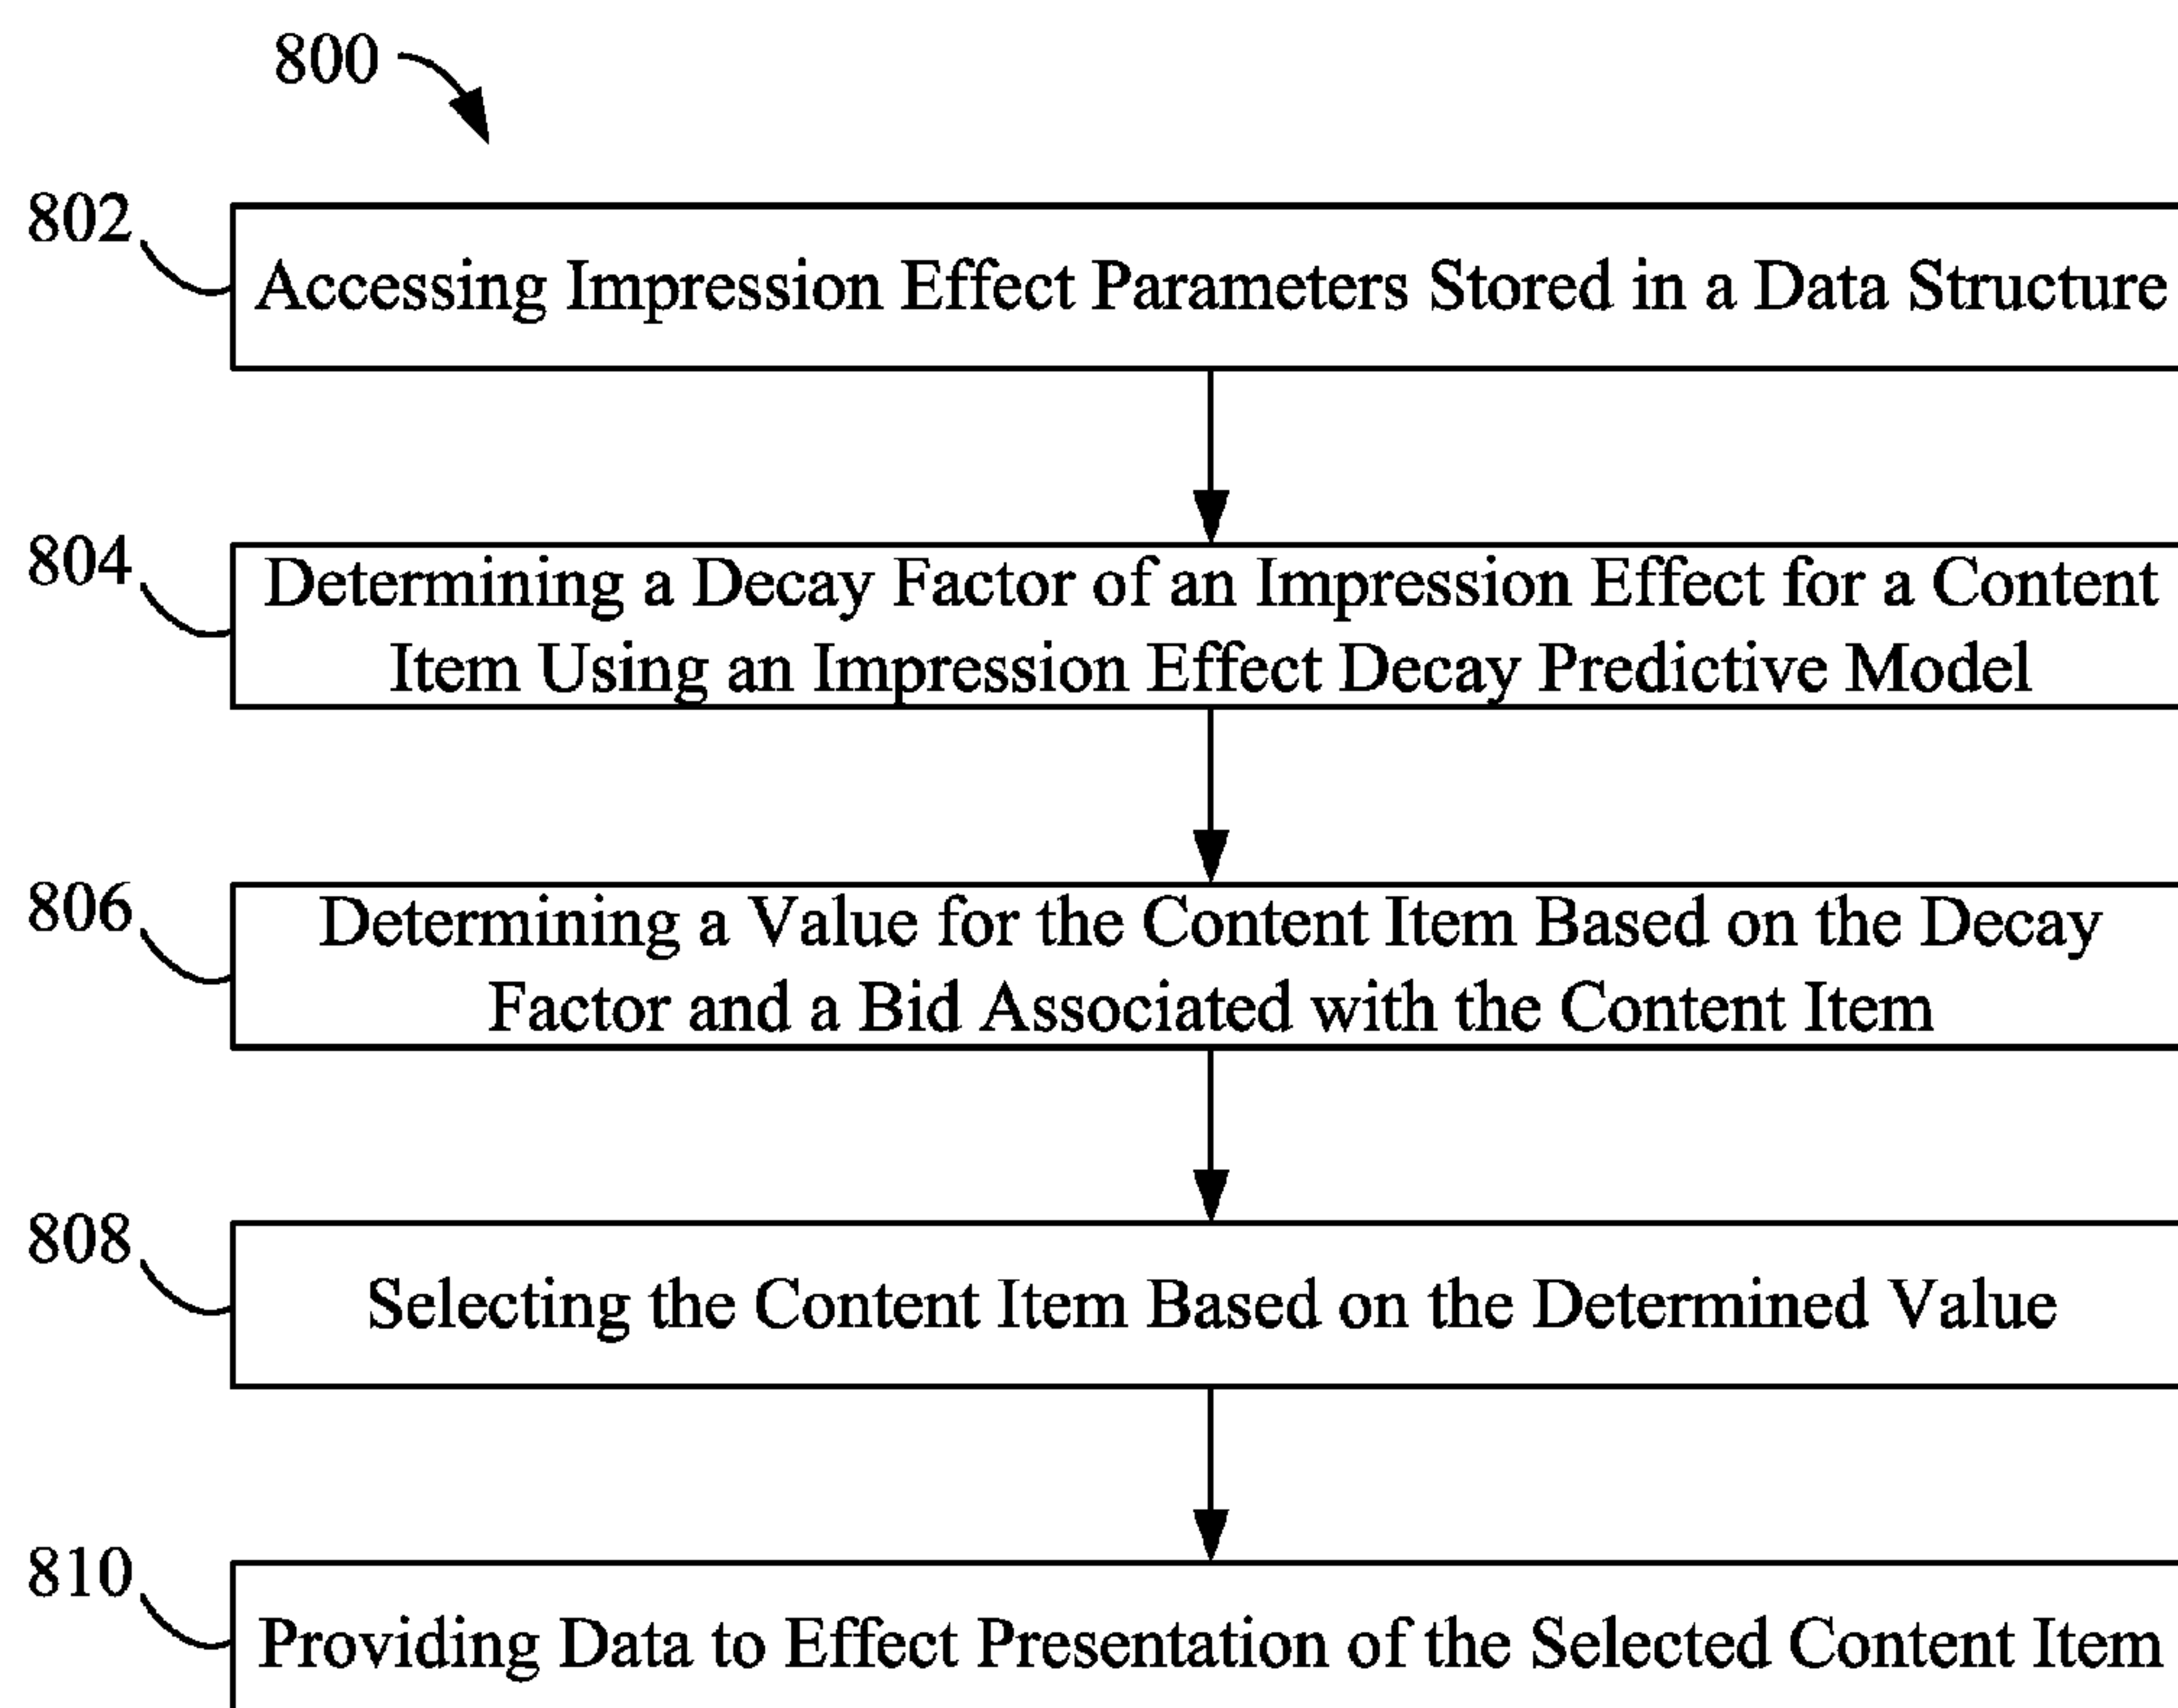 800
802
Accessing Impression Effect Parameters Stored in a Data Structure
804
Determining a Decay Factor of an Impression Effect for a Content
Item Using an Impression Effect Decay Predictive Model
806
Determining a Value for the Content Item Based on the Decay
Factor and a Bid Associated with the Content Item
808
Selecting the Content Item Based on the Determined Value
810
Providing Data to Effect Presentation of the Selected Content Item